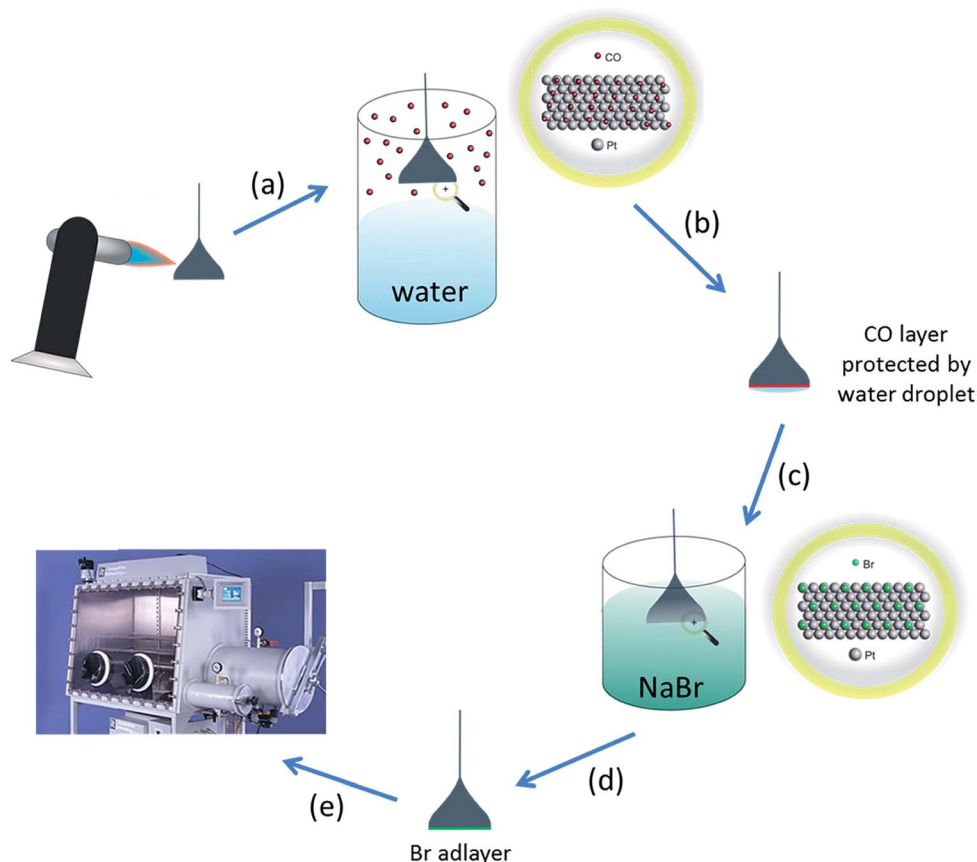 CO
Pt
(a)
water
(b)
CO layer
protected by
water droplet
(c)
Br
Pt
NaBr
(d)
(e)
Br adlayer